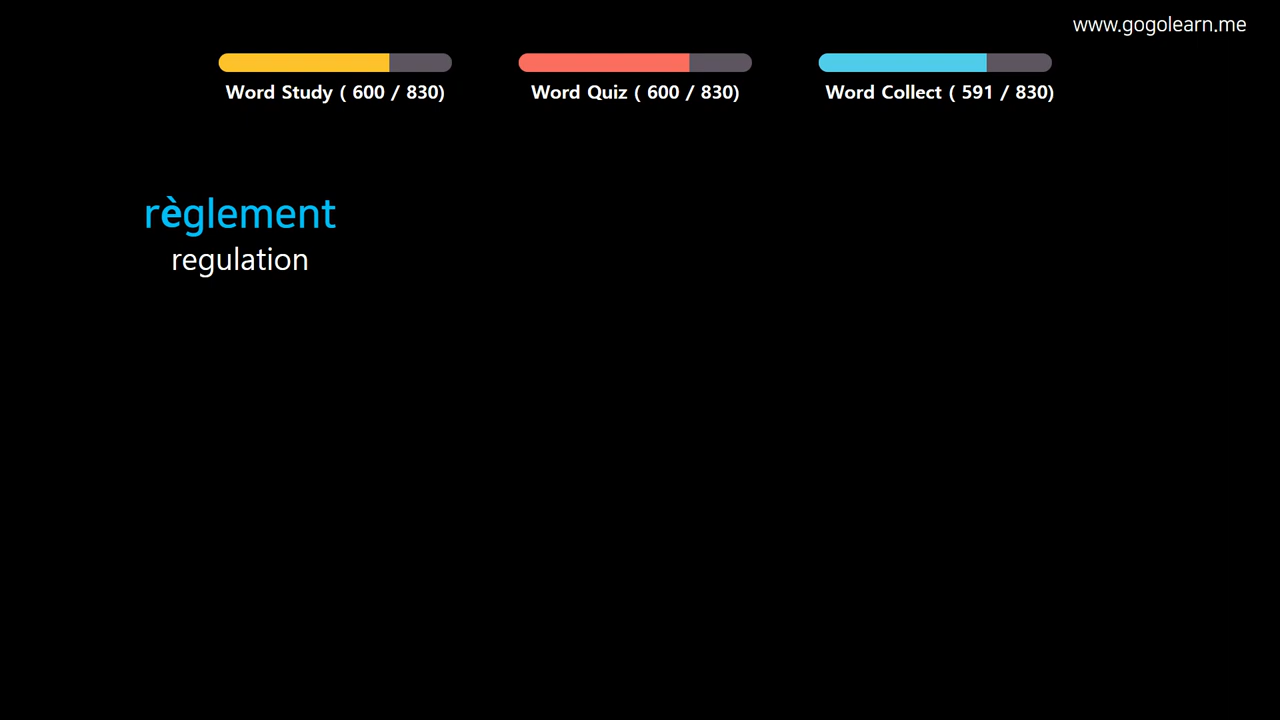 www.gogolearn.me
Word Study ( 600 / 830)
Word Quiz ( 600 / 830)
Word Collect ( 591 / 830)
règlement
regulation